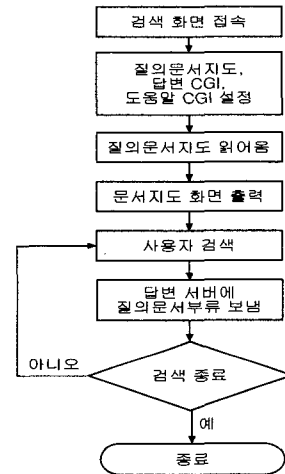 검색 화면 접속
질의문서지도,
답변 CGI,
도움말 CGI 설정
질의문서지도 읽어옴
문서지도 화면 출력
사용자 검색
답변 서버에
질의문서부류 보냄
아니오
검색 종료
예
종료